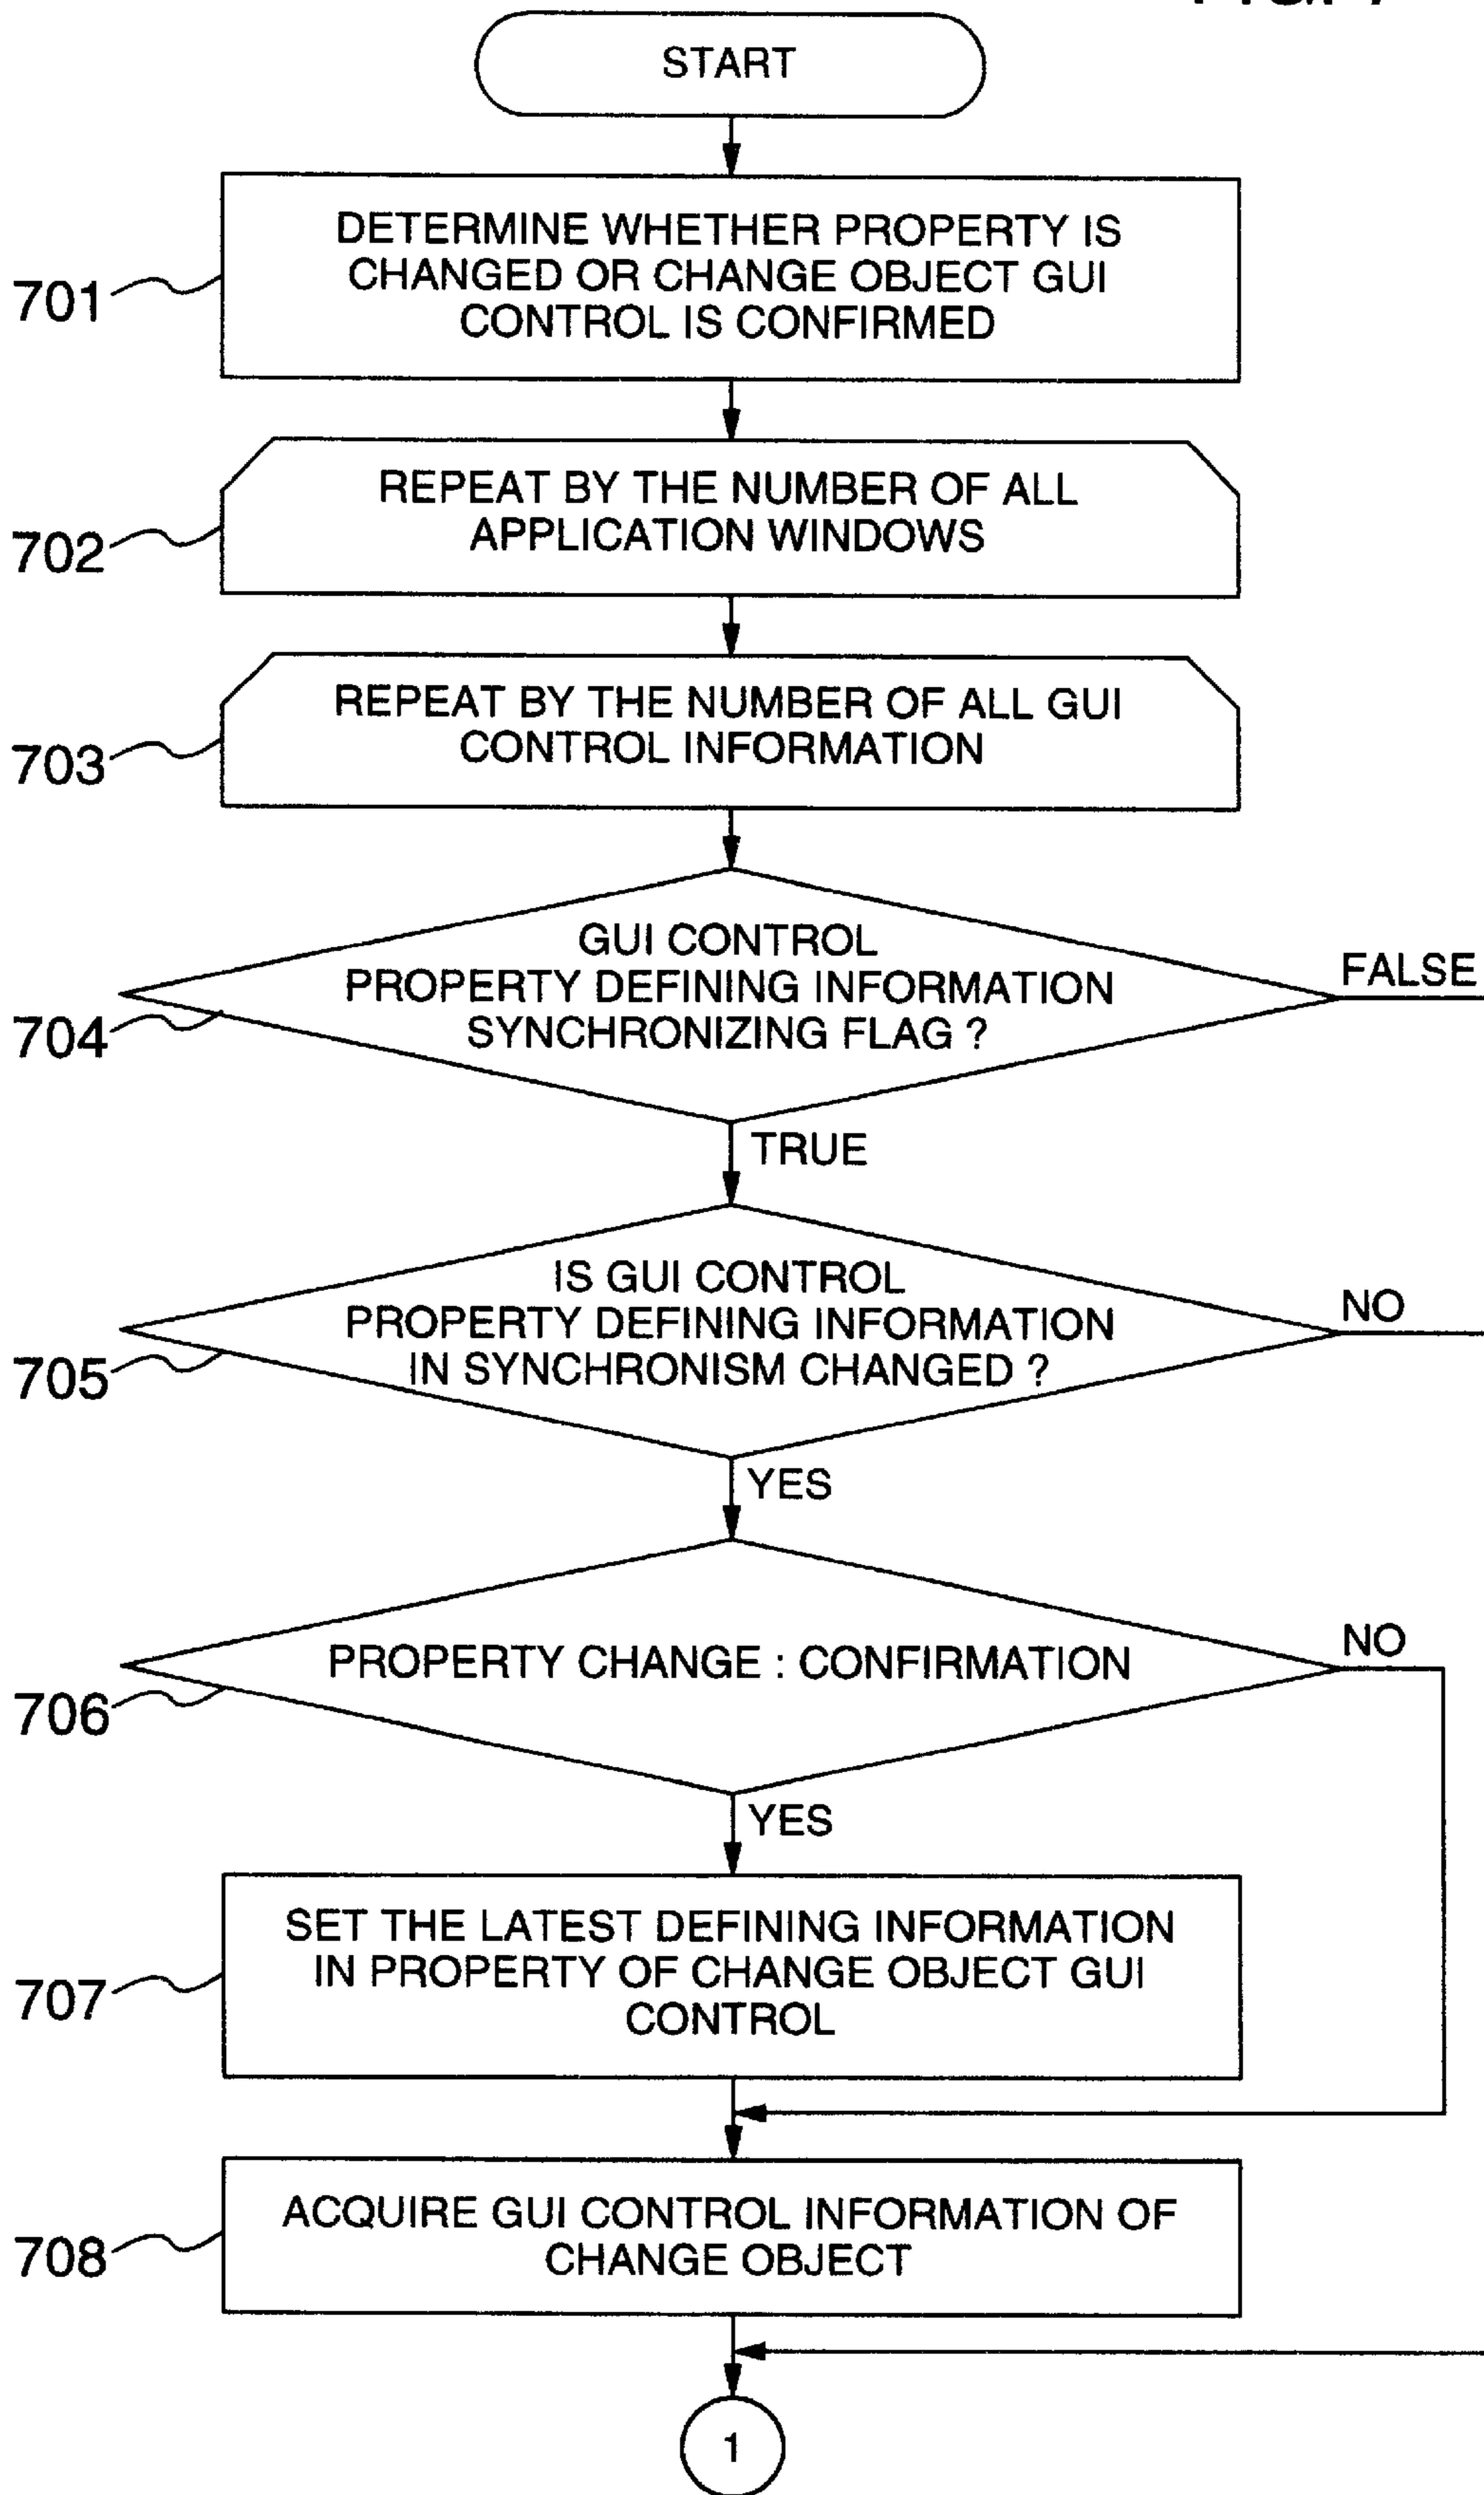 START
DETERMINE WHETHER PROPERTY IS
CHANGED OR CHANGE OBJECT GUI
CONTROL IS CONFIRMED
701
REPEAT BY THE NUMBER OF ALL
APPLICATION WINDOWS
702
REPEAT BY THE NUMBER OF ALL GUI
CONTROL INFORMATION
703
GUI CONTROL
PROPERTY DEFINING INFORMATION
SYNCHRONIZING FLAG ?
FALSE
704
TRUE
IS GUI CONTROL
PROPERTY DEFINING INFORMATION
IN SYNCHRONISM CHANGED ?
NO
705
YES
PROPERTY CHANGE : CONFIRMATION
NO
706
YES
SET THE LATEST DEFINING INFORMATION
IN PROPERTY OF CHANGE OBJECT GUI
CONTROL
707
ACQUIRE GUI CONTROL INFORMATION OF
CHANGE OBJECT
708
1